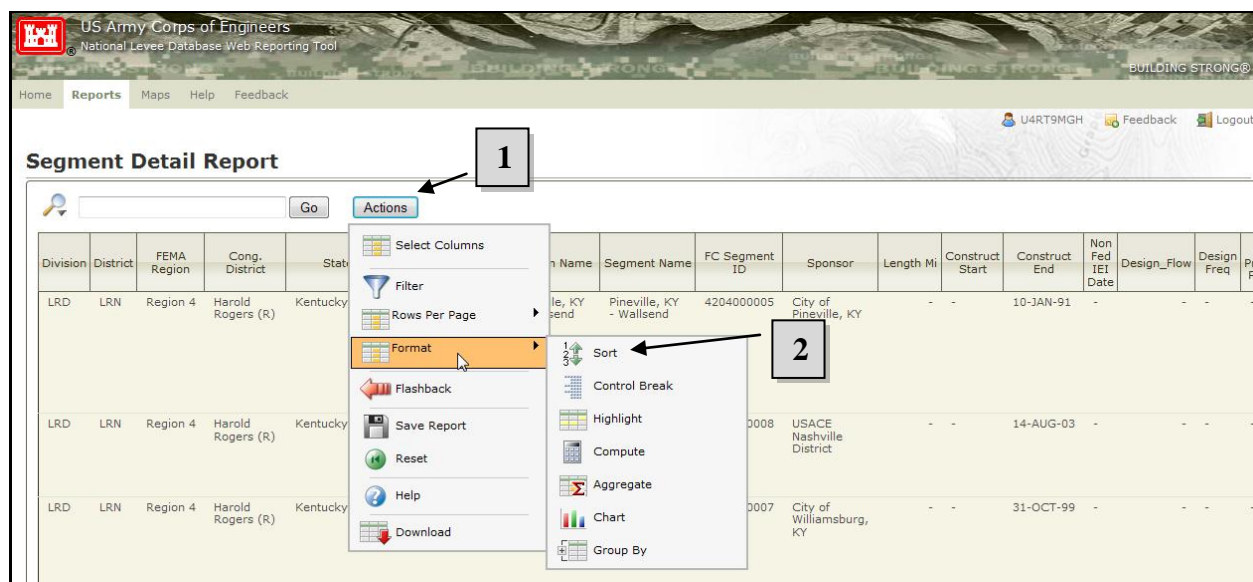 US Army Corps of Engineers
®
National Levee Database Web Reporting Tool
BUILDING STRONG®
Home Reports Maps Help Feedback
U4RT9MGH Feedback Logout
Segment Detail Report
1
Go Actions
Division District FEMA Region Cong. District State n Name Segment Name FC Segment ID Sponsor Length Mi Construct Start Construct End Non Fed IEI Date Design_Flow Design Freq
LRD LRN Region 4 Harold Rogers (R) Kentucky le, KY send Pineville, KY - Wallsend 4204000005 City of Pineville, KY - - 10-JAN-91 - - - -
LRD LRN Region 4 Harold Rogers (R) Kentucky 0008 USACE Nashville District - - 14-AUG-03 - - - -
LRD LRN Region 4 Harold Rogers (R) Kentucky 0007 City of Williamsburg, KY - - 31-OCT-99 - - - -
Select Columns
Filter
Rows Per Page
Format
Flashback
Save Report
Reset
Help
Download
2
Sort
Control Break
Highlight
Compute
Aggregate
Chart
Group By